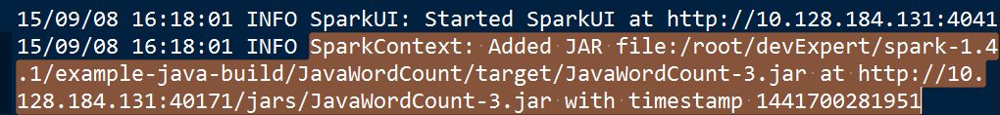 15/09/08 16:18:01 INFO SparkUI: Started SparkUI at http://10.128.184.131:4041
15/09/08 16:18:01 INFO SparkContext: Added JAR file:/root/devExpert/spark-1.4
.1/example-java-build/JavaWordCount/target/JavaWordCount-3.jar at http://10.
128.184.131:40171/jars/JavaWordCount-3.jar with timestamp 1441700281951